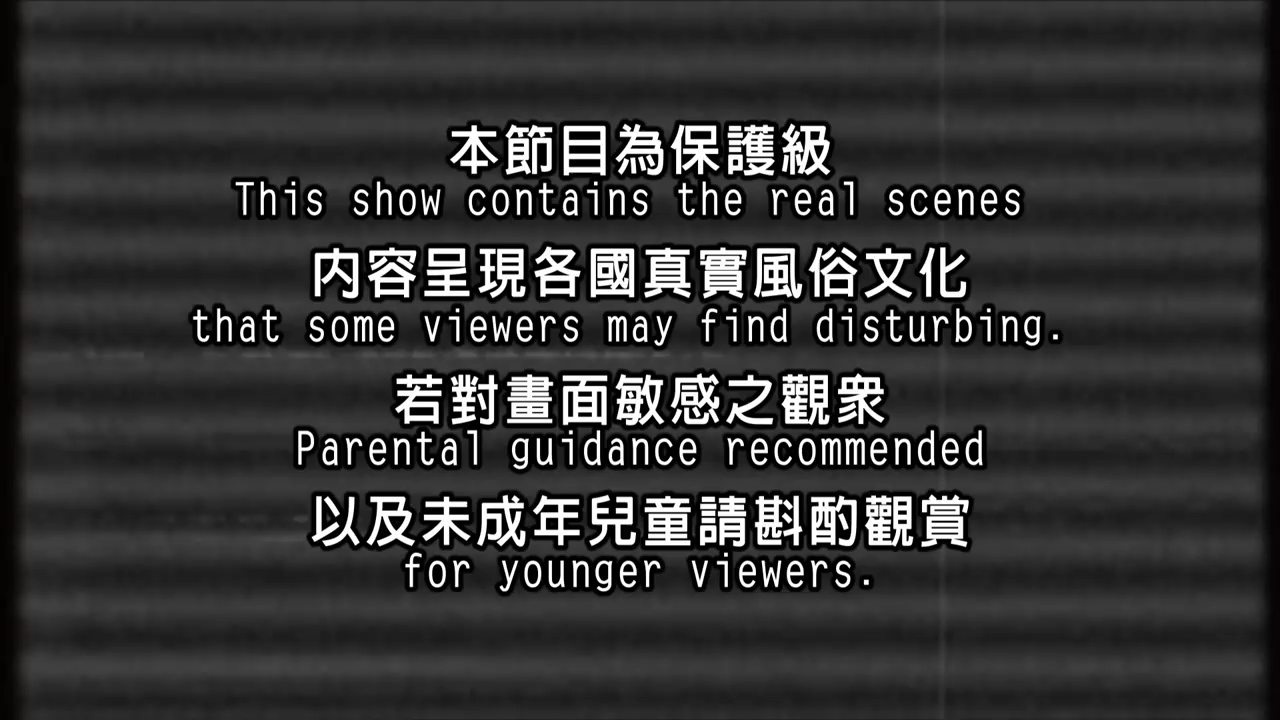 本節目為保護級
This show contains the real scenes
内容呈現各國真實風俗文化
that some viewers may find disturbing.
若對畫面敏感之觀眾
Parental guidance recommended
以及未成年兒童請斟酌觀賞
for younger viewers.